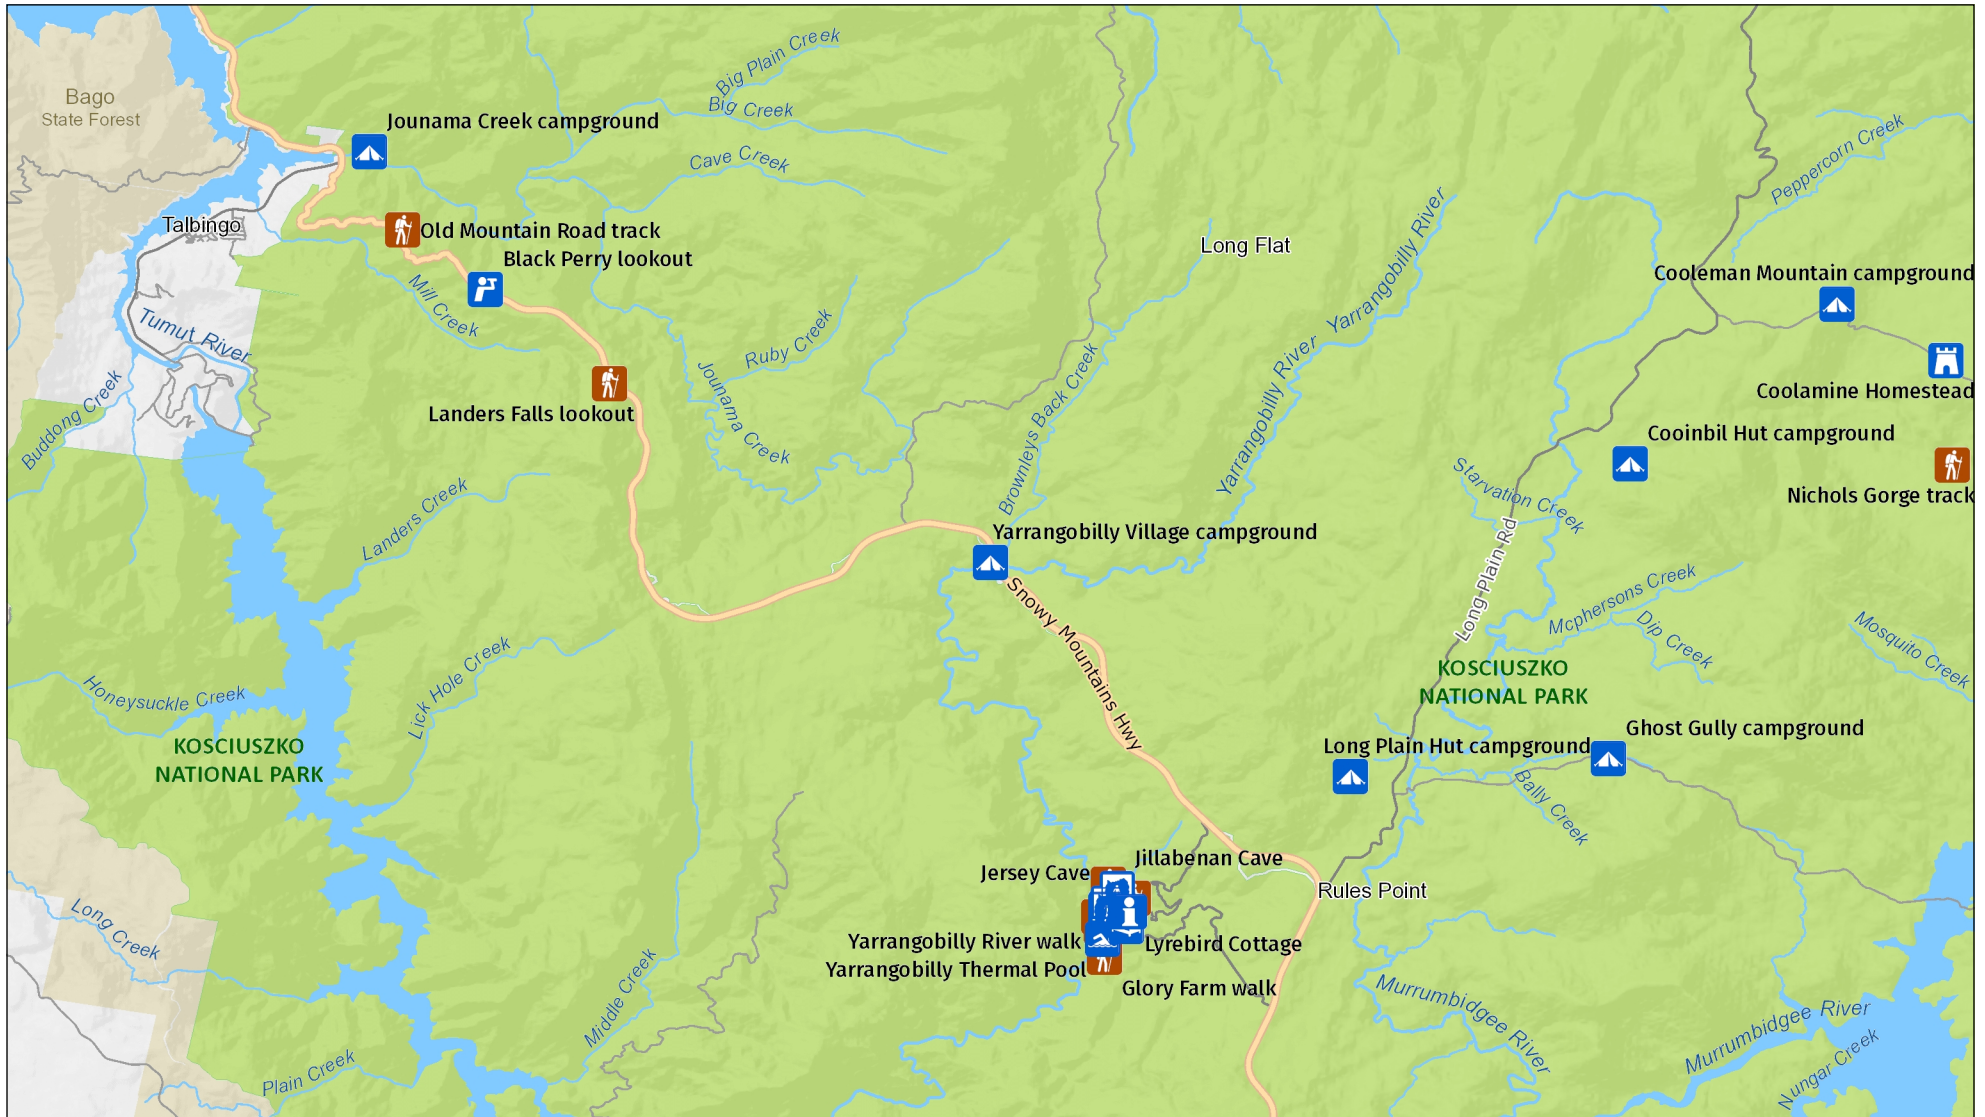 Big Plain Creek
Bago
State Forest
Big Creek
Jounama Creek campground
Peppercorn Creek
Cave Creek
Talbingo
Old Mountain Road track
Black Perry lookout
Long Flat
Yarrangobilly River
Cooleman Mountain campground
Mill Creek
Tumut River
Ruby Creek
Yarrangobilly River
Coolamine Homestead
Buddong Creek
Landers Falls lookout
Jounama Creek
Brownleys Back Creek
Cooinbil Hut campground
Nichols Gorge track
Starvation Creek
Landers Creek
Yarrangobilly Village campground
Long Plain Rd
Snowy Mountains Hwy
Mcphersons Creek
Dip Creek
Mosquito Creek
Lick Hole Creek
Honeysuckle Creek
KOSCIUSZKO
NATIONAL PARK
KOSCIUSZKO
NATIONAL PARK
Ghost Gully campground
Long Plain Hut campground
Bally Creek
Jillabenan Cave
Jersey Cave
Rules Point
Long Creek
Yarrangobilly River walk
Lyrebird Cottage
Yarrangobilly Thermal Pool
Glory Farm walk
Middle Creek
Murrumbidgee River
Murrumbidgee River
Nungar Creek
Plain Creek